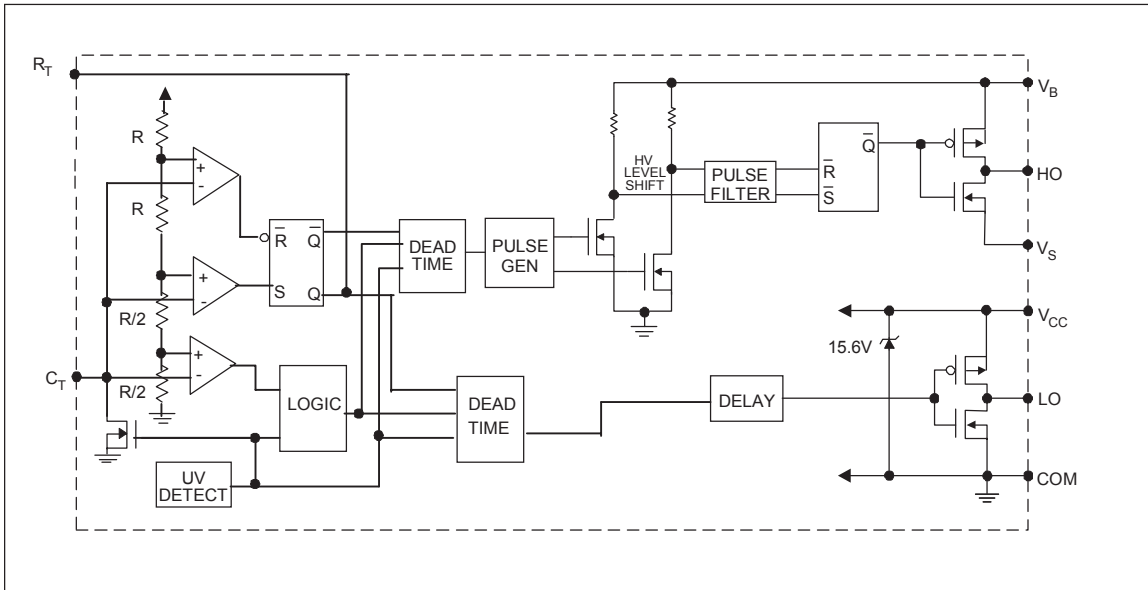 R_T
V_B
R
+
-
HV
LEVEL
SHIFT
PULSE
FILTER
R̅
S̅
Q̅
HO
R
R̅ Q̅
S Q
DEAD
TIME
PULSE
GEN
V_S
+
-
R/2
V_CC
15.6V
+
-
C_T
R/2
LOGIC
DEAD
TIME
DELAY
LO
UV
DETECT
COM